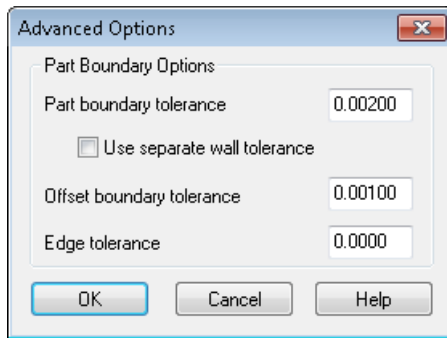 Advanced Options
Part Boundary Options
Part boundary tolerance 0.00200
Use separate wall tolerance
Offset boundary tolerance 0.00100
Edge tolerance 0.0000
OK Cancel Help